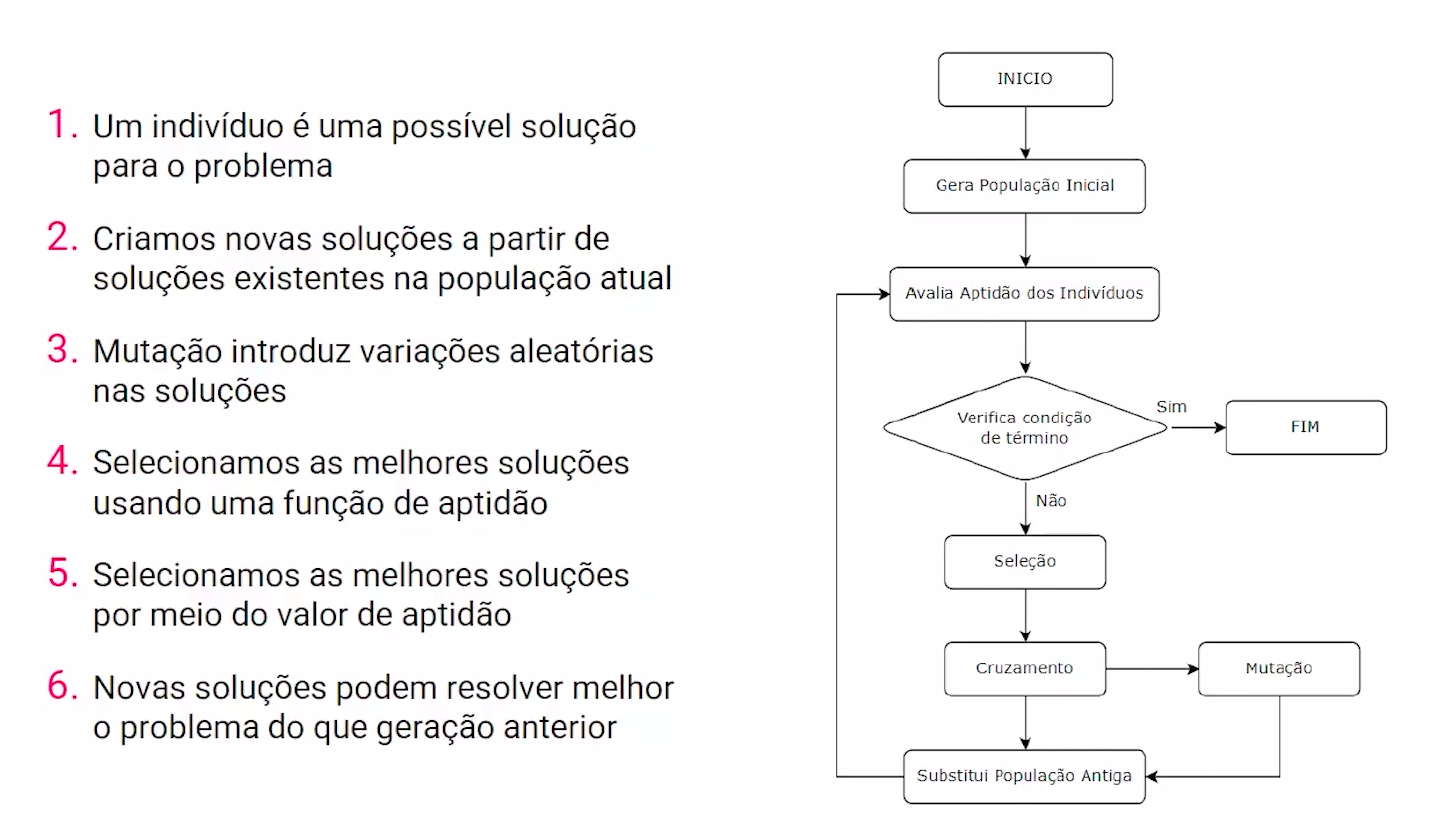 1. Um indivíduo é uma possível solução
para o problema
2. Criamos novas soluções a partir de
soluções existentes na população atual
3. Mutação introduz variações aleatórias
nas soluções
4. Selecionamos as melhores soluções
usando uma função de aptidão
5. Selecionamos as melhores soluções
por meio do valor de aptidão
6. Novas soluções podem resolver melhor
o problema do que geração anterior
INICIO
Gera População Inicial
Avalia Aptidão dos Indivíduos
Verifica condição
de término
Sim
FIM
Não
Seleção
Cruzamento
Mutação
Substitui População Antiga